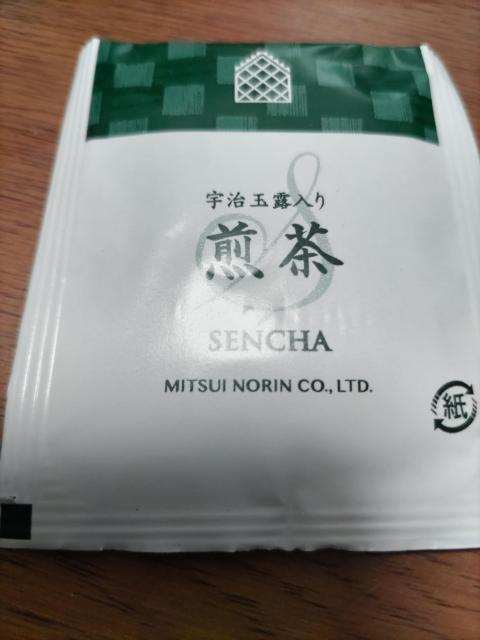 宇治玉露入り
煎茶
SENCHA
MITSUI NORIN CO., LTD.
紙